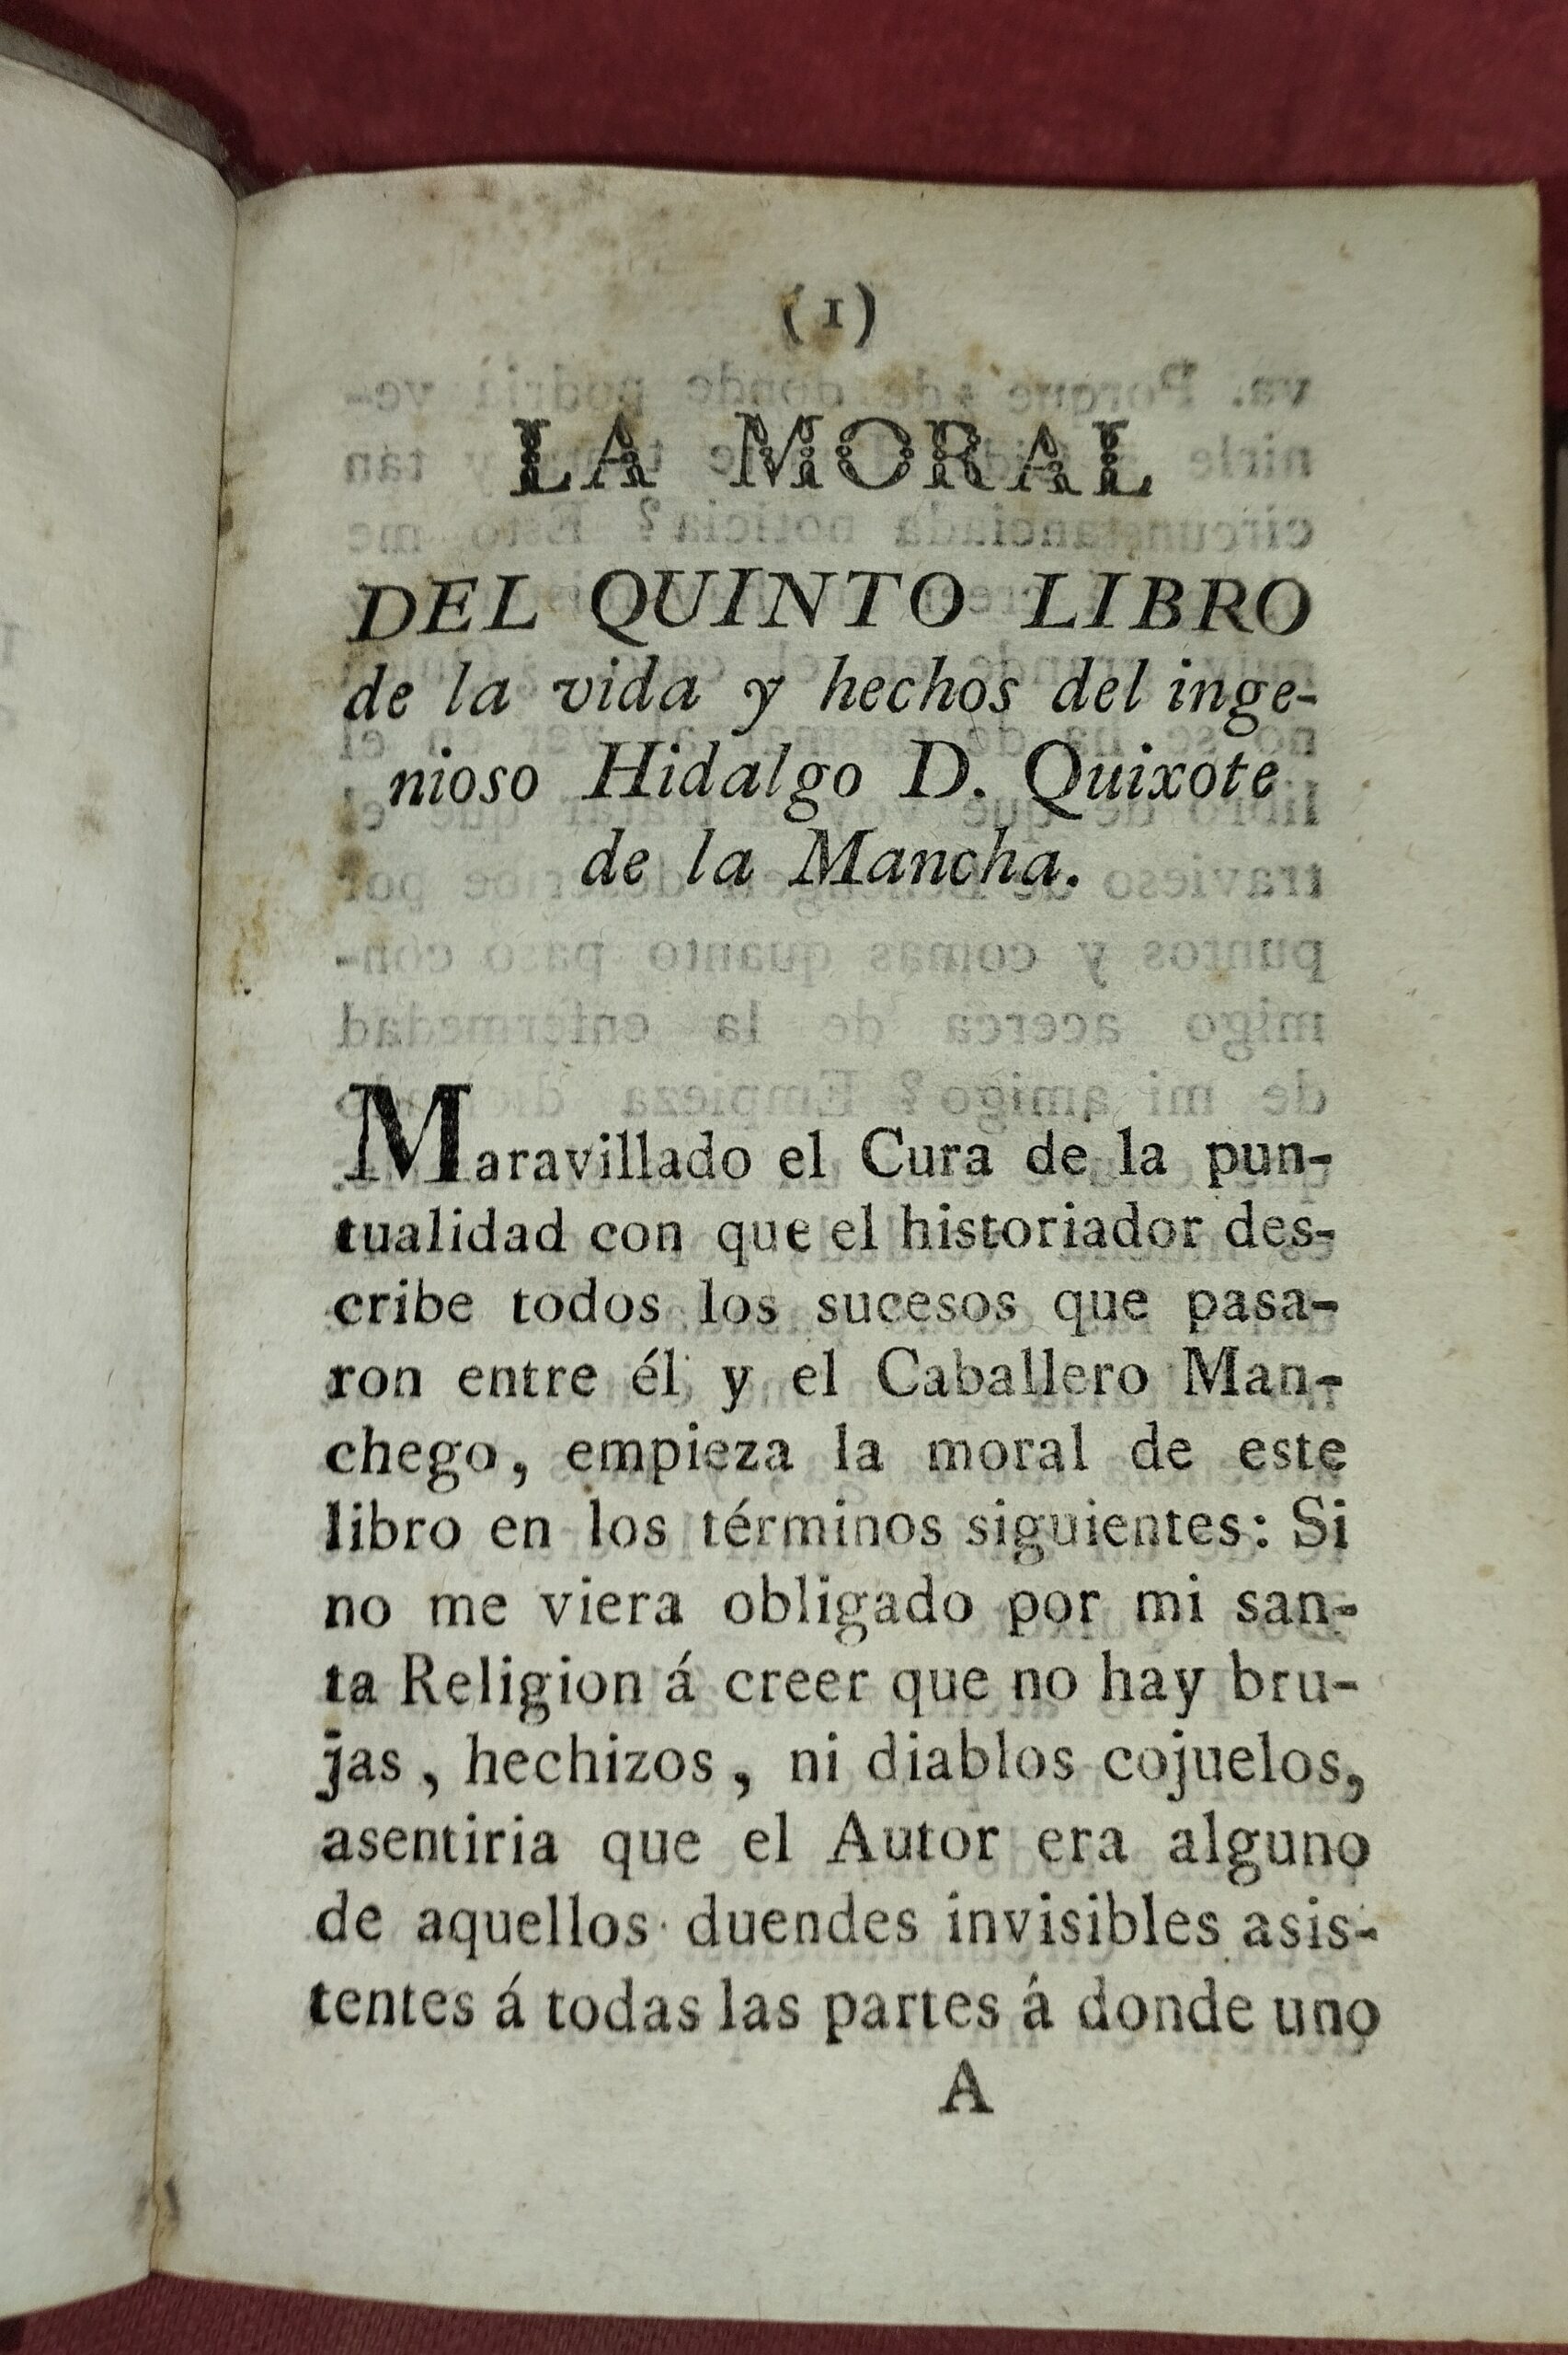 (1)
LA MORAL
DEL QUINTO LIBRO
de la vida y hechos del inge-
nioso Hidalgo D. Quixote
de la Mancha.
Maravillado el Cura de la pun-
tualidad con que el historiador des-
cribe todos los sucesos que pasa-
ron entre él y el Caballero Man-
chego, empieza la moral de este
libro en los términos siguientes: Si
no me viera obligado por mi san-
ta Religion á creer que no hay bru-
jas, hechizos, ni diablos cojuelos,
asentiria que el Autor era alguno
de aquellos duendes invisibles asis-
tentes á todas las partes á donde uno
A